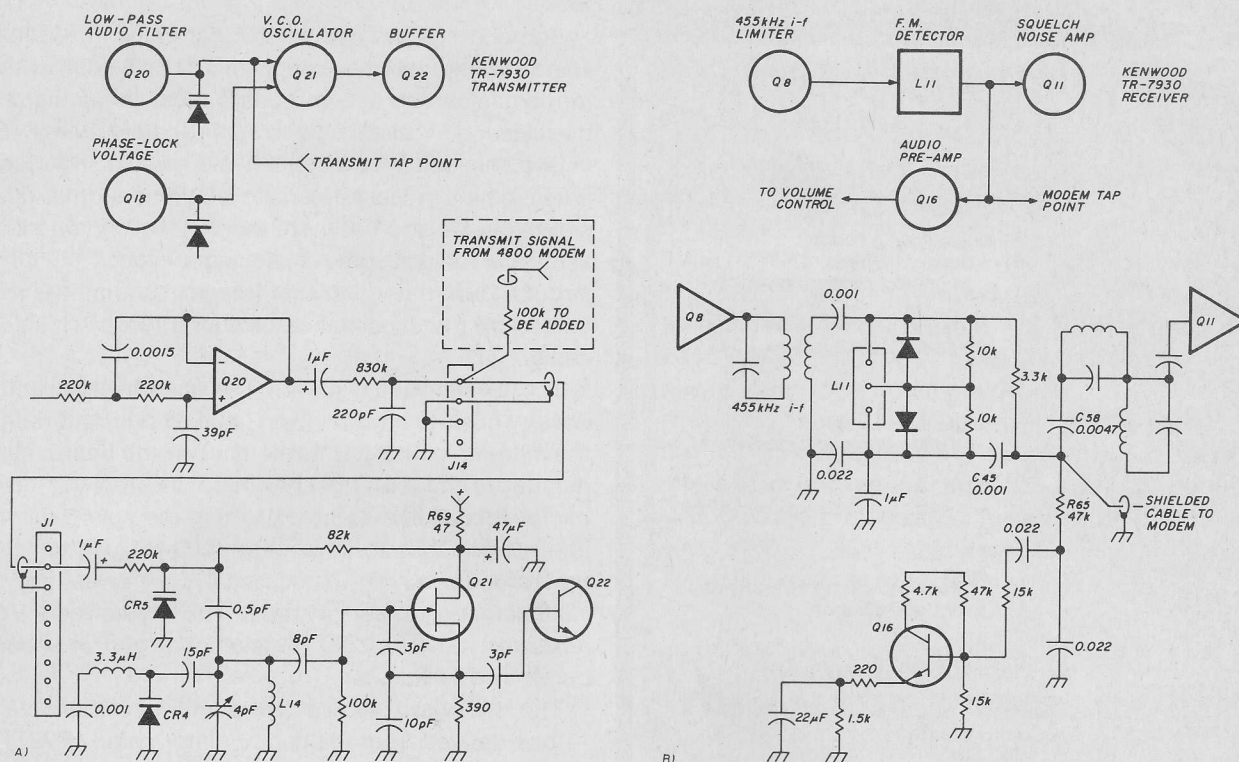 LOW-PASS
AUDIO FILTER
V.C.O.
OSCILLATOR
BUFFER
Q20
Q21
Q22
KENWOOD
TR-7930
TRANSMITTER
PHASE-LOCK
VOLTAGE
Q18
TRANSMIT TAP POINT
TRANSMIT SIGNAL
FROM 4800 MODEM
100k TO
BE ADDED
0.0015
220k
220k
-
+
Q20
39pF
1µF
+
830k
220pF
J14
J1
1µF
+
220k
CR5
82k
0.5pF
+
R69
47
47µF
+
Q21
Q22
3.3µH
15pF
0.001
CR4
4pF
L14
8pF
100k
3pF
3pF
10pF
390
A)
455kHz i-f
LIMITER
F.M.
DETECTOR
SQUELCH
NOISE AMP
Q8
L11
Q11
KENWOOD
TR-7930
RECEIVER
AUDIO
PRE-AMP
TO VOLUME
CONTROL
Q16
MODEM TAP
POINT
Q8
455kHz i-f
0.001
L11
10k
10k
3.3k
0.022
1µF
C45
0.001
C58
0.0047
Q11
R65
47k
SHIELDED
CABLE TO
MODEM
0.022
4.7k
47k
15k
Q16
220
0.022
22µF
1.5k
15k
B)